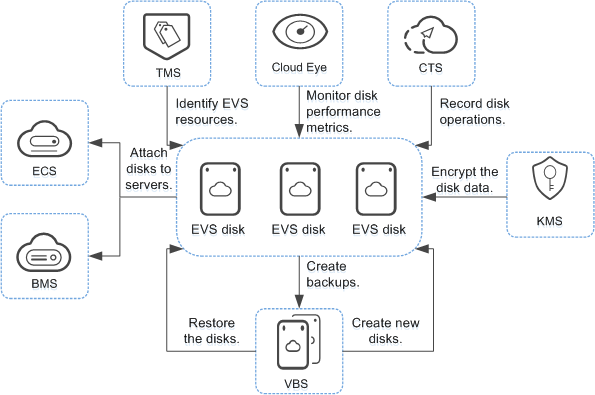 TMS
Cloud Eye
CTS
Identify EVS
resources.
Monitor disk
performance
metrics.
Record disk
operations.
ECS
Attach
disks to
servers.
BMS
EVS disk
EVS disk
EVS disk
Encrypt the
disk data.
KMS
Create
backups.
Restore
the disks.
Create new
disks.
VBS